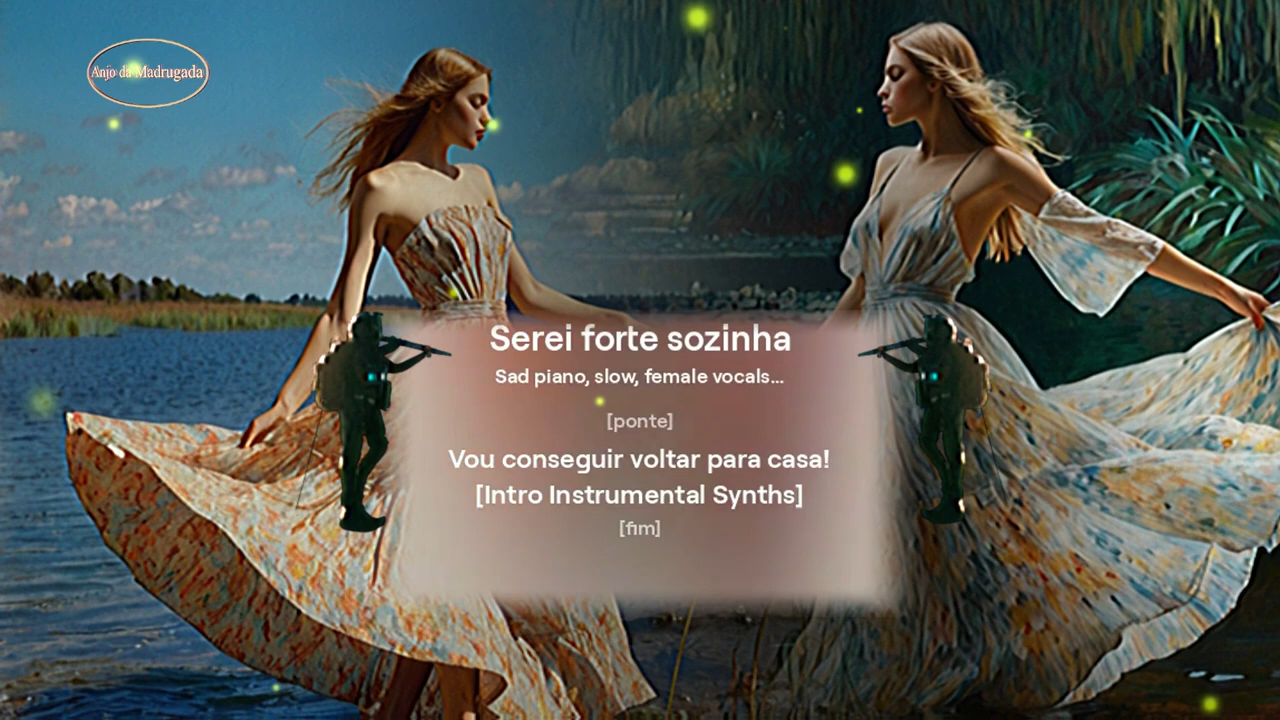 Anjo da Madrugada
Serei forte sozinha
Sad piano, slow, female vocals...
[ponte]
Vou conseguir voltar para casa!
[Intro Instrumental Synths]
[fim]